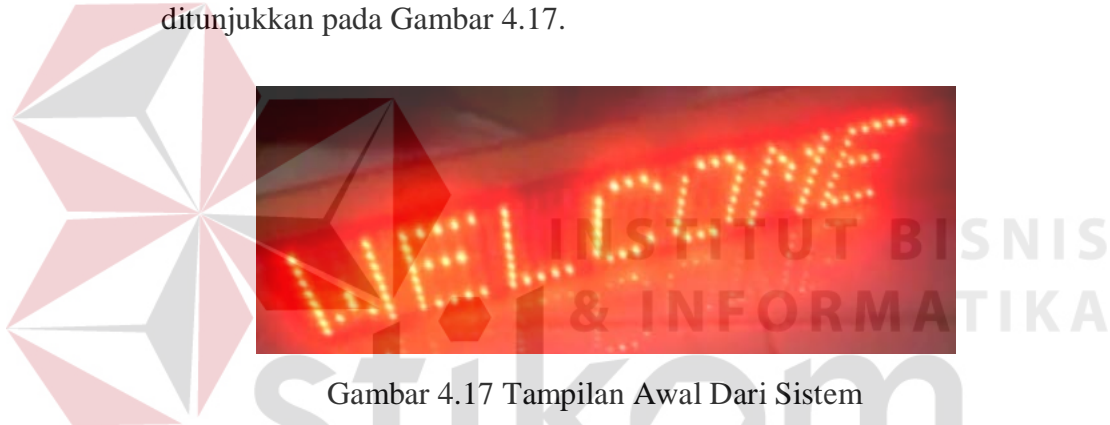 ditunjukkan pada Gambar 4.17.
WELCOME
INSTITUT BISNIS
& INFORMATIKA
stikom
Gambar 4.17 Tampilan Awal Dari Sistem